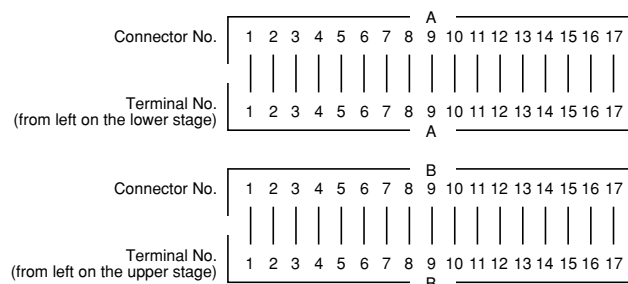 A
Connector No. 1 2 3 4 5 6 7 8 9 10 11 12 13 14 15 16 17
Terminal No. 1 2 3 4 5 6 7 8 9 10 11 12 13 14 15 16 17
(from left on the lower stage)
A
B
Connector No. 1 2 3 4 5 6 7 8 9 10 11 12 13 14 15 16 17
Terminal No. 1 2 3 4 5 6 7 8 9 10 11 12 13 14 15 16 17
(from left on the upper stage)
B